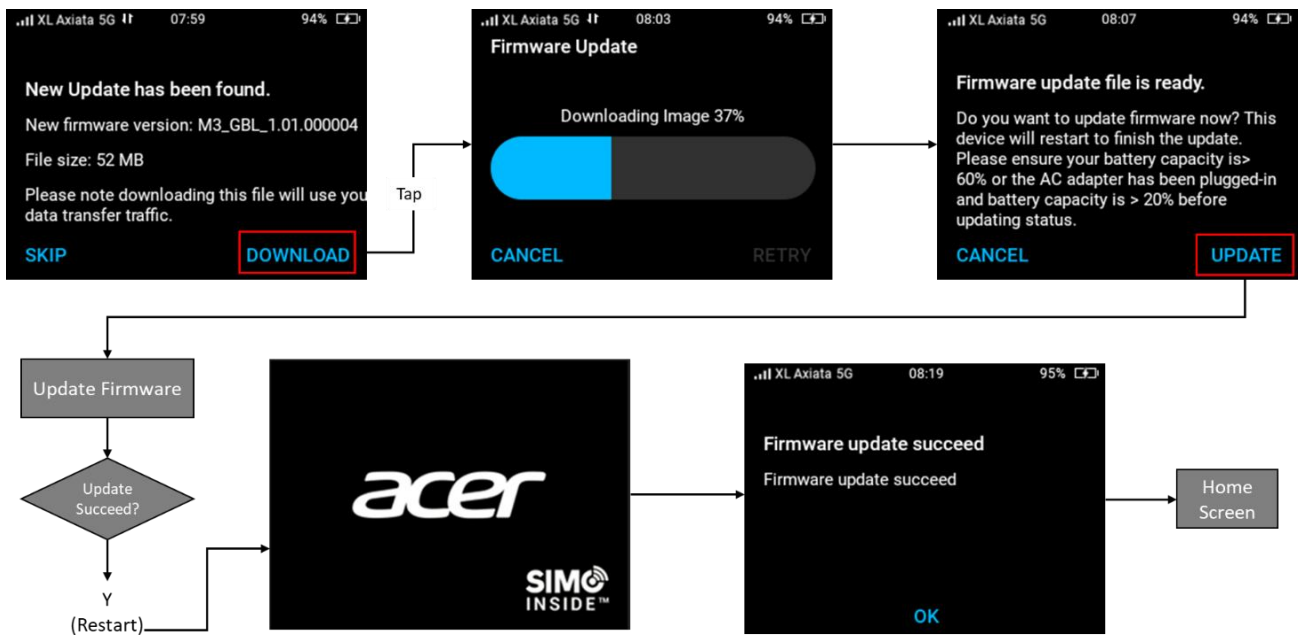 XL Axiata 5G 07:59 94%
New Update has been found.
New firmware version: M3_GBL_1.01.000004
File size: 52 MB
Please note downloading this file will use you
data transfer traffic.
SKIP DOWNLOAD
Tap
XL Axiata 5G 08:03 94%
Firmware Update
Downloading Image 37%
CANCEL RETRY
XL Axiata 5G 08:07 94%
Firmware update file is ready.
Do you want to update firmware now? This
device will restart to finish the update.
Please ensure your battery capacity is>
60% or the AC adapter has been plugged-in
and battery capacity is > 20% before
updating status.
CANCEL UPDATE
Update Firmware
Update
Succeed?
Y
(Restart)
acer
SIMO
INSIDE™
XL Axiata 5G 08:19 95%
Firmware update succeed
Firmware update succeed
OK
Home
Screen